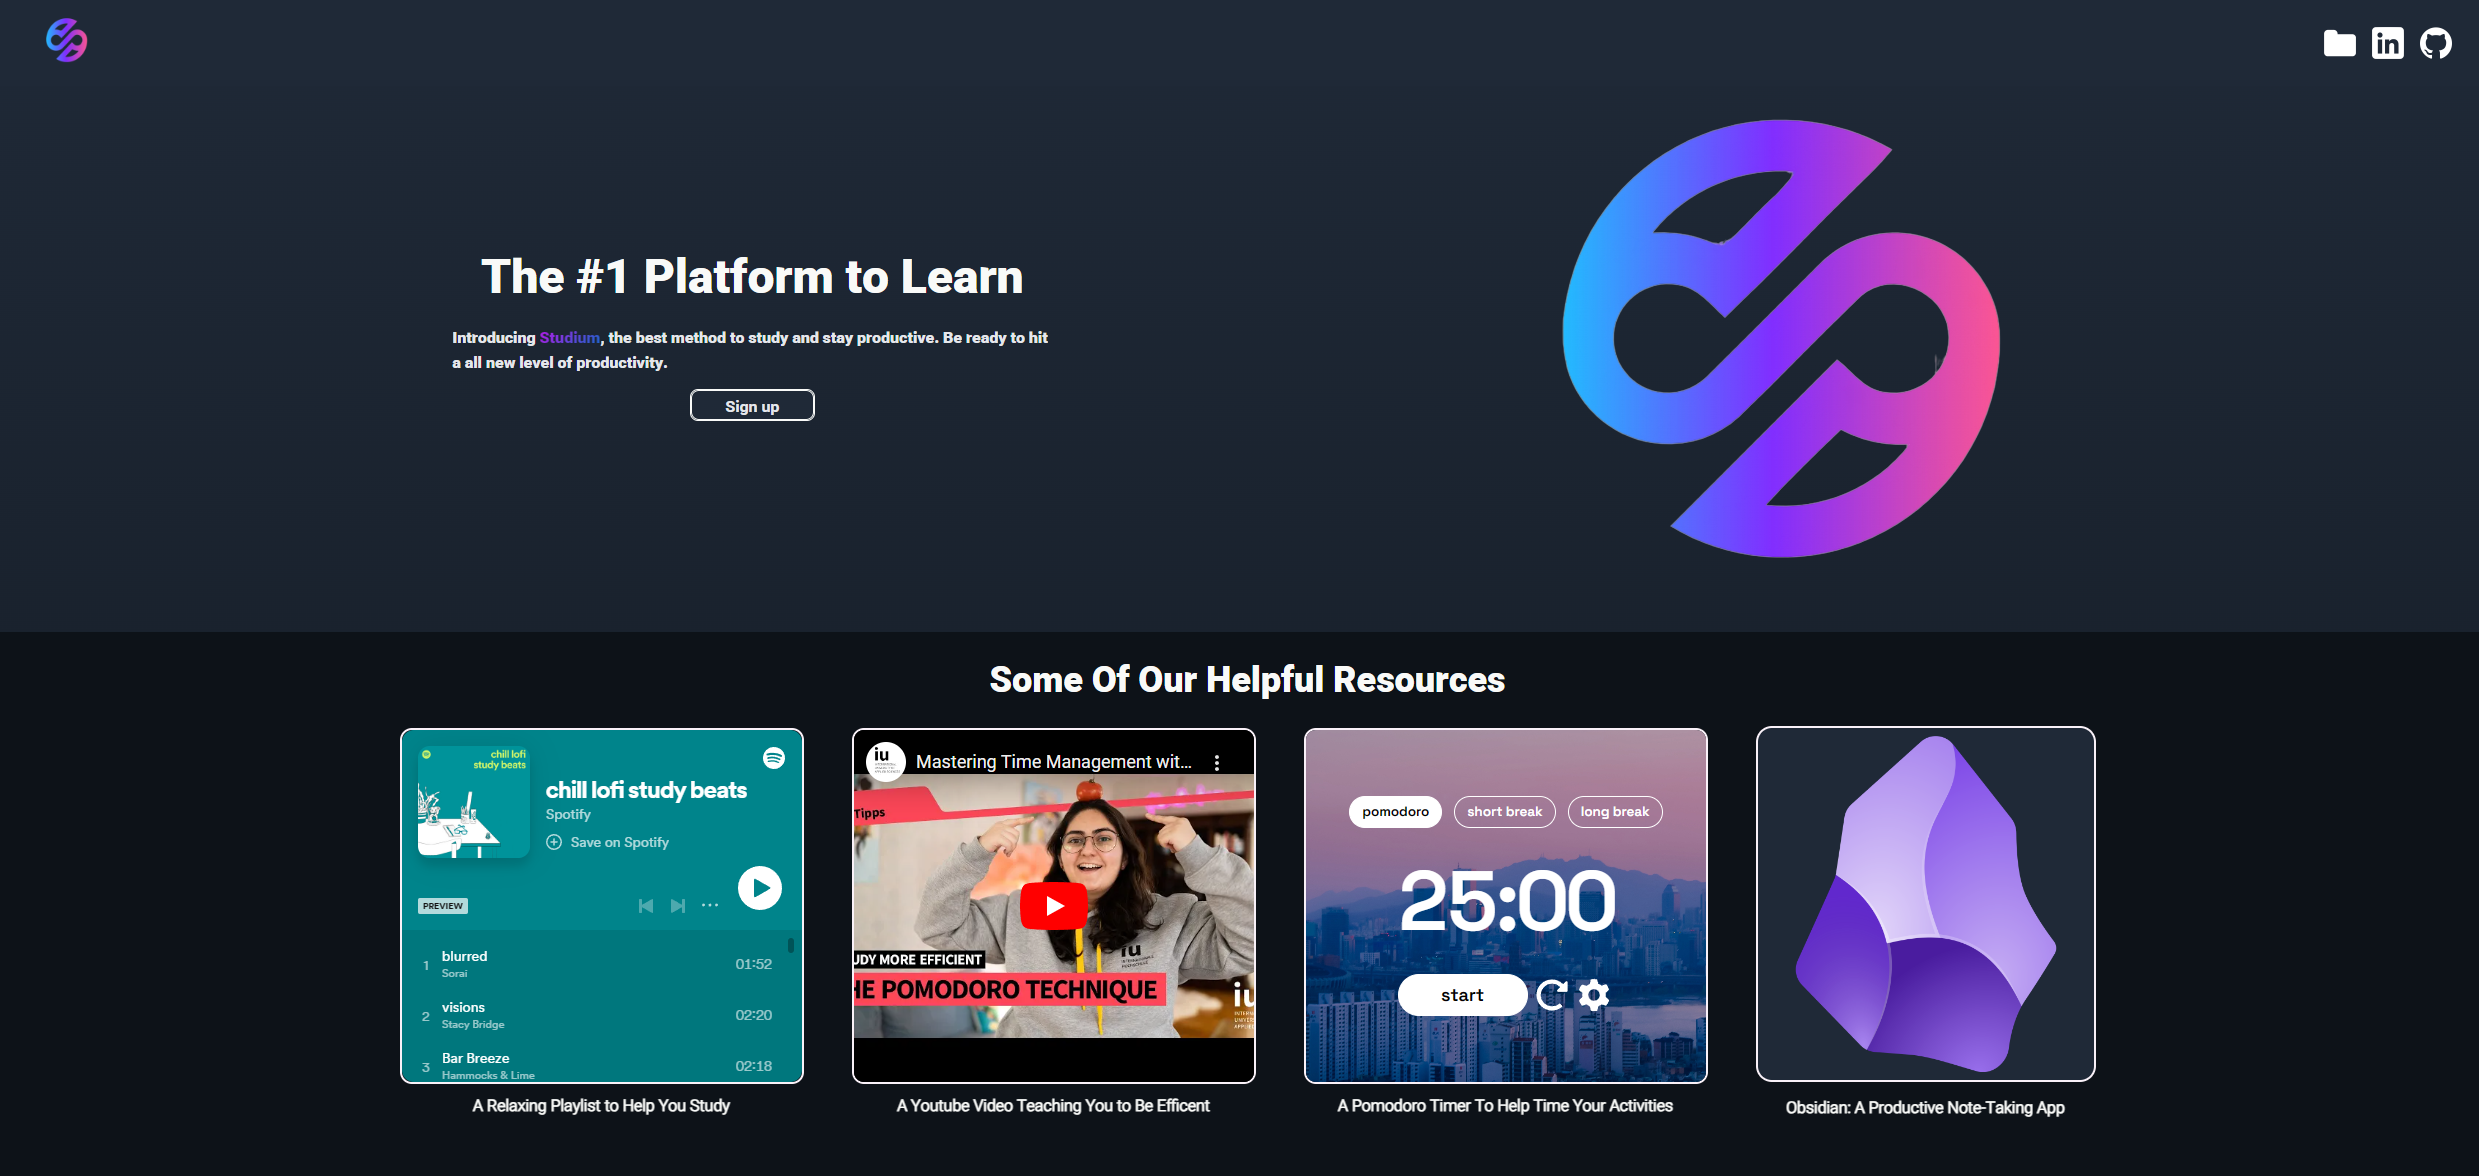 The #1 Platform to Learn
Introducing Studium, the best method to study and stay productive. Be ready to hit
a all new level of productivity.
Sign up
Some Of Our Helpful Resources
chill lofi
study beats
chill lofi study beats
Spotify
Save on Spotify
PREVIEW
1 blurred 01:52
Sorai
2 visions 02:20
Stacy Bridge
3 Bar Breeze 02:18
Hammocks & Lime
A Relaxing Playlist to Help You Study
iu
Mastering Time Management wit...
Tipps
iu
UDY MORE EFFICIENT
HE POMODORO TECHNIQUE
iu
A Youtube Video Teaching You to Be Efficent
pomodoro short break long break
25:00
start
A Pomodoro Timer To Help Time Your Activities
Obsidian: A Productive Note-Taking App